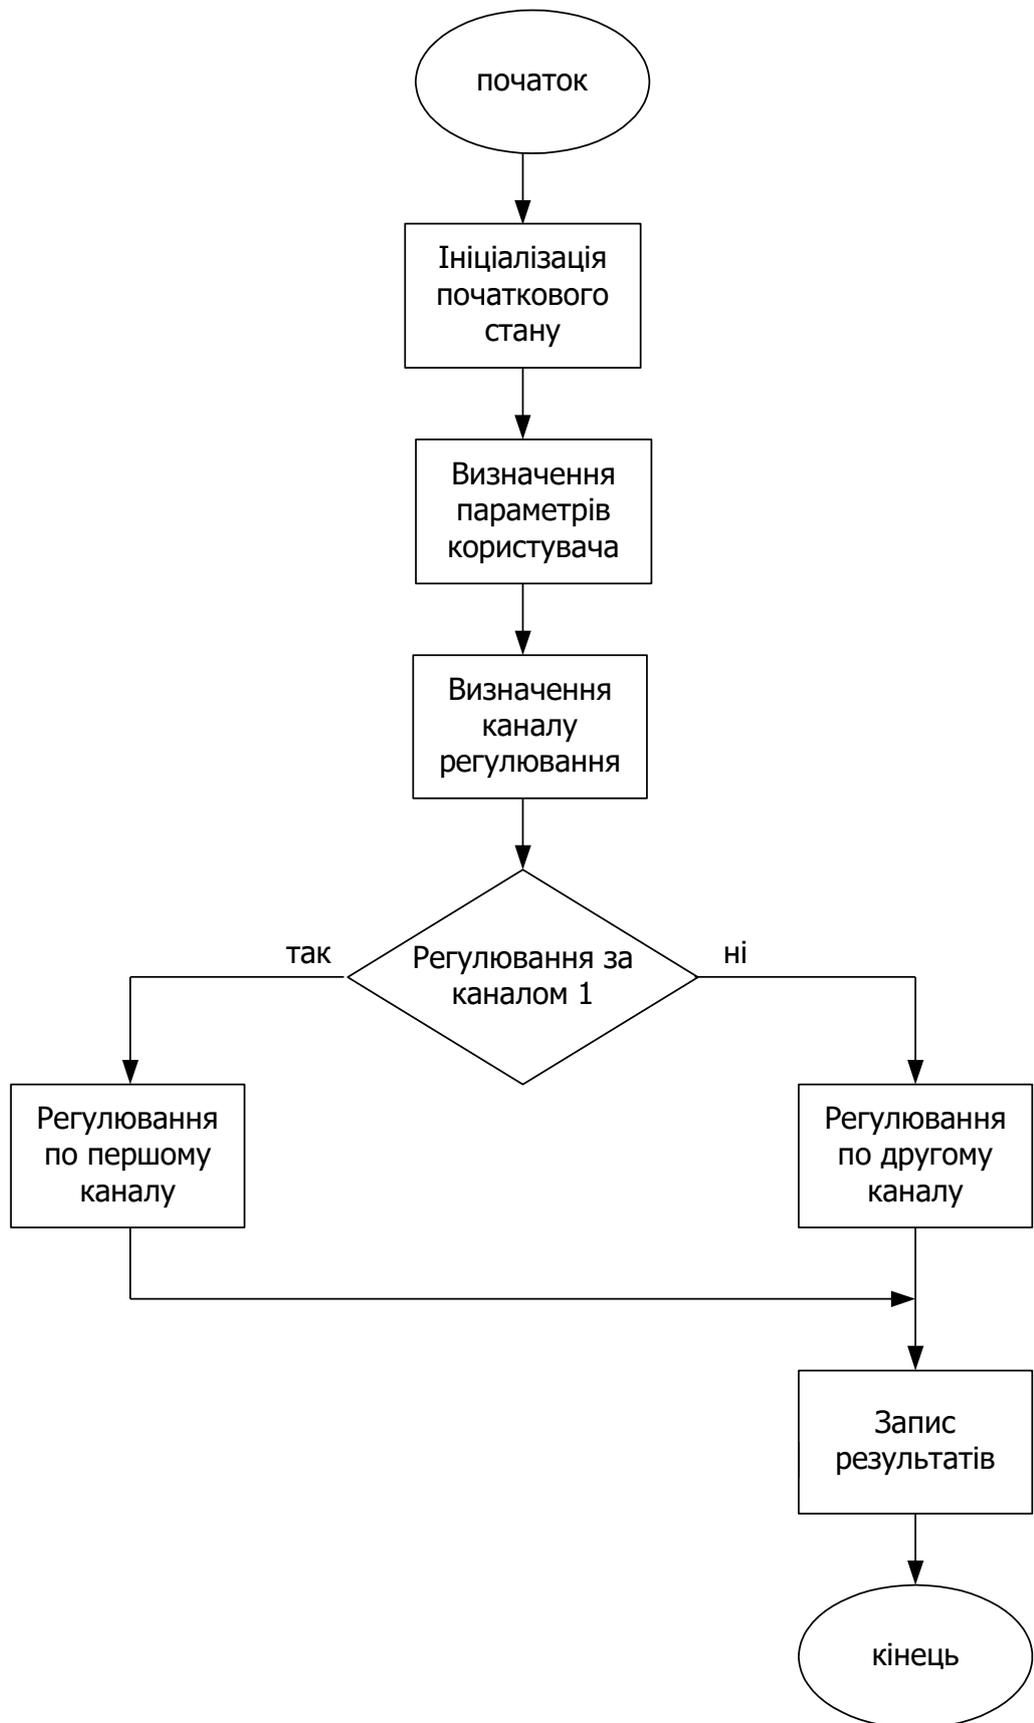 початок
Ініціалізація
початкового
стану
Визначення
параметрів
користувача
Визначення
каналу
регулювання
так
Регулювання за
каналом 1
ні
Регулювання
по першому
каналу
Регулювання
по другому
каналу
Запис
результатів
кінець